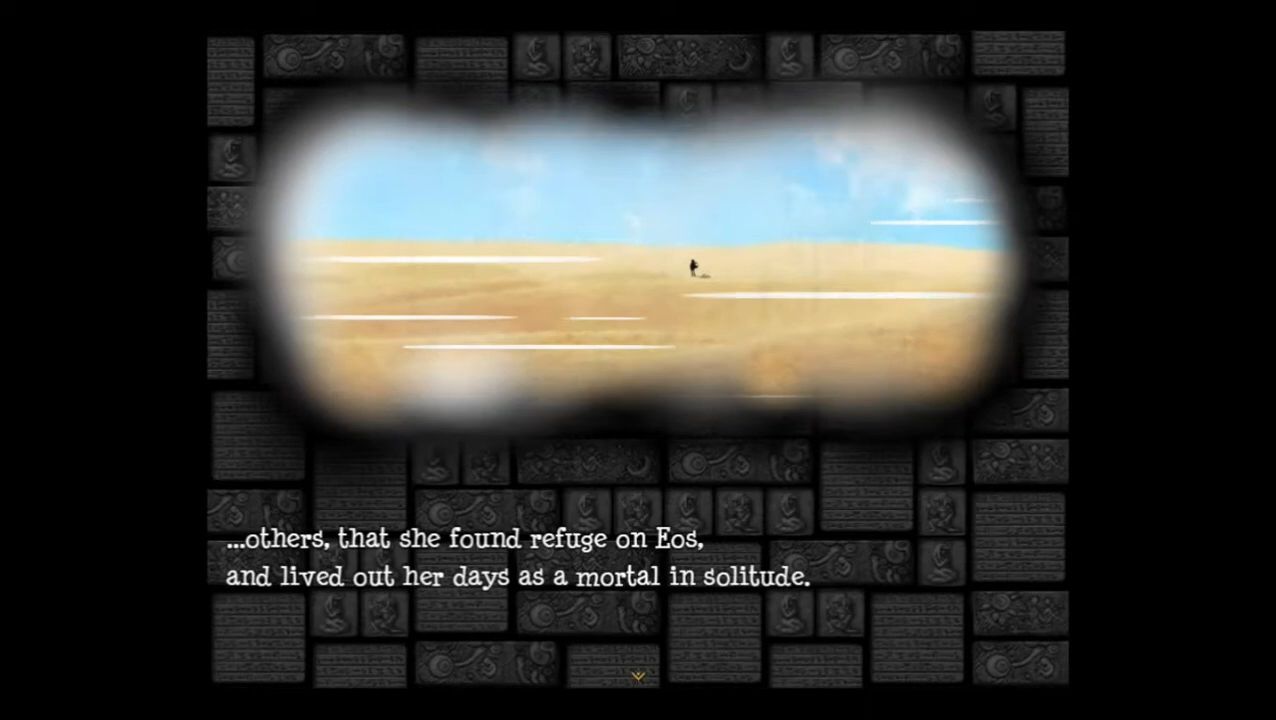 ...others, that she found refuge on Eos,
and lived out her days as a mortal in solitude.